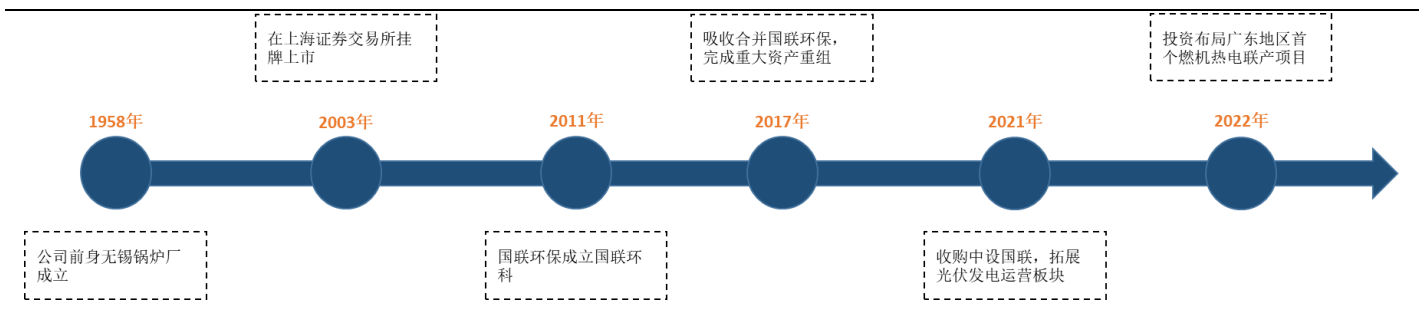 在上海证券交易所挂
牌上市
吸收合并国联环保，
完成重大资产重组
投资布局广东地区首
个燃机热电联产项目
1958年
2003年
2011年
2017年
2021年
2022年
公司前身无锡锅炉厂
成立
国联环保成立国联环
科
收购中设国联，拓展
光伏发电运营板块